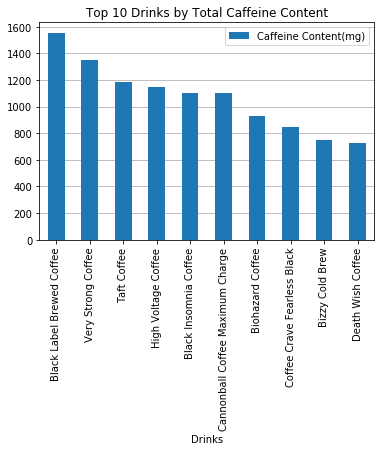 Top 10 Drinks by Total Caffeine Content
Caffeine Content(mg)
1600
1400
1200
1000
800
600
400
200
0
Black Label Brewed Coffee
Very Strong Coffee
Taft Coffee
High Voltage Coffee
Black Insomnia Coffee
Cannonball Coffee Maximum Charge
Biohazard Coffee
Coffee Crave Fearless Black
Bizzy Cold Brew
Death Wish Coffee
Drinks